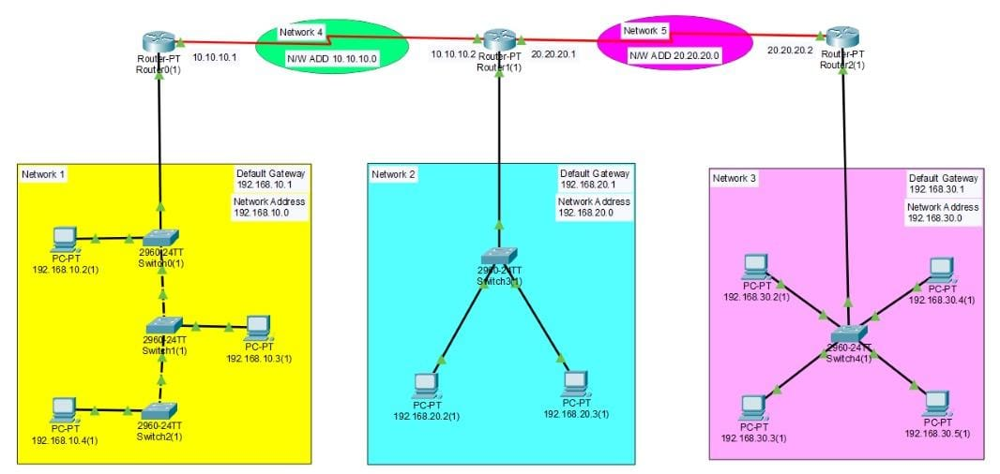 Network 4
N/W ADD 10.10.10.0
Network 5
N/W ADD 20.20.20.0
Router-PT
Router0(1)
10.10.10.1
10.10.10.2
Router-PT
Router1(1)
20.20.20.1
20.20.20.2
Router-PT
Router2(1)
Network 1
Default Gateway
192.168.10.1
Network Address
192.168.10.0
PC-PT
192.168.10.2(1)
2960-24TT
Switch0(1)
2960-24TT
Switch1(1)
PC-PT
192.168.10.3(1)
PC-PT
192.168.10.4(1)
2960-24TT
Switch2(1)
Network 2
Default Gateway
192.168.20.1
Network Address
192.168.20.0
2960-24TT
Switch3(1)
PC-PT
192.168.20.2(1)
PC-PT
192.168.20.3(1)
Network 3
Default Gateway
192.168.30.1
Network Address
192.168.30.0
PC-PT
192.168.30.2(1)
PC-PT
192.168.30.4(1)
2960-24TT
Switch4(1)
PC-PT
192.168.30.3(1)
PC-PT
192.168.30.5(1)